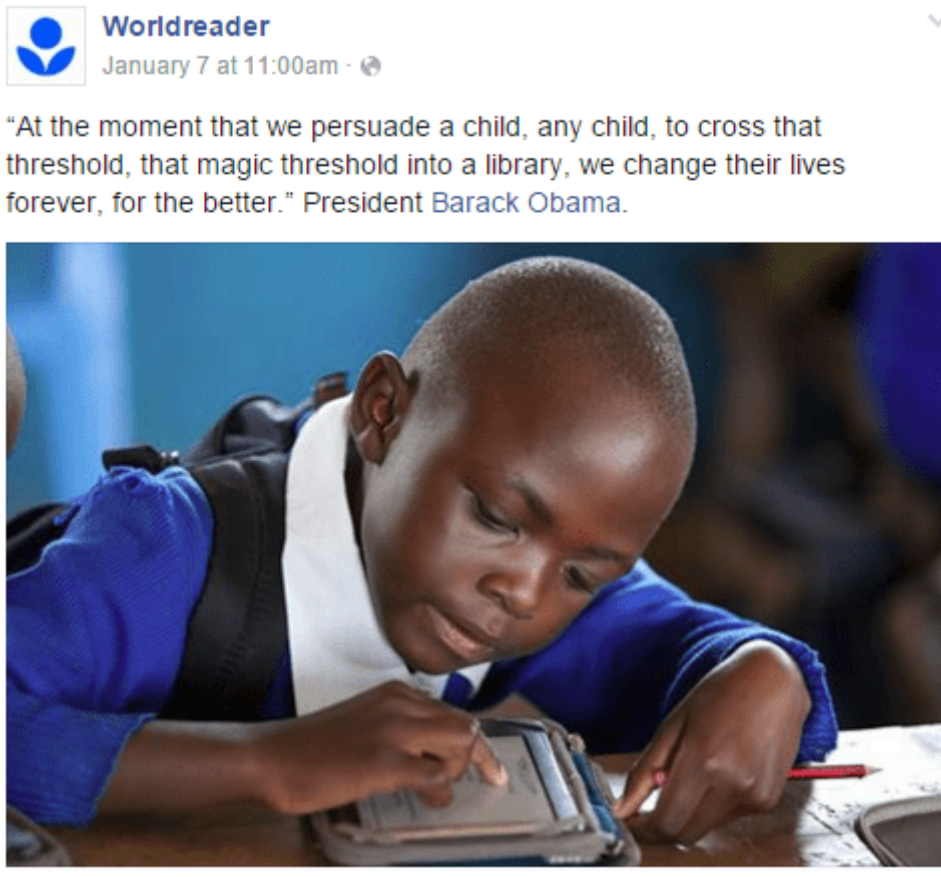 Worldreader
January 7 at 11:00am ·
“At the moment that we persuade a child, any child, to cross that
threshold, that magic threshold into a library, we change their lives
forever, for the better.” President Barack Obama.